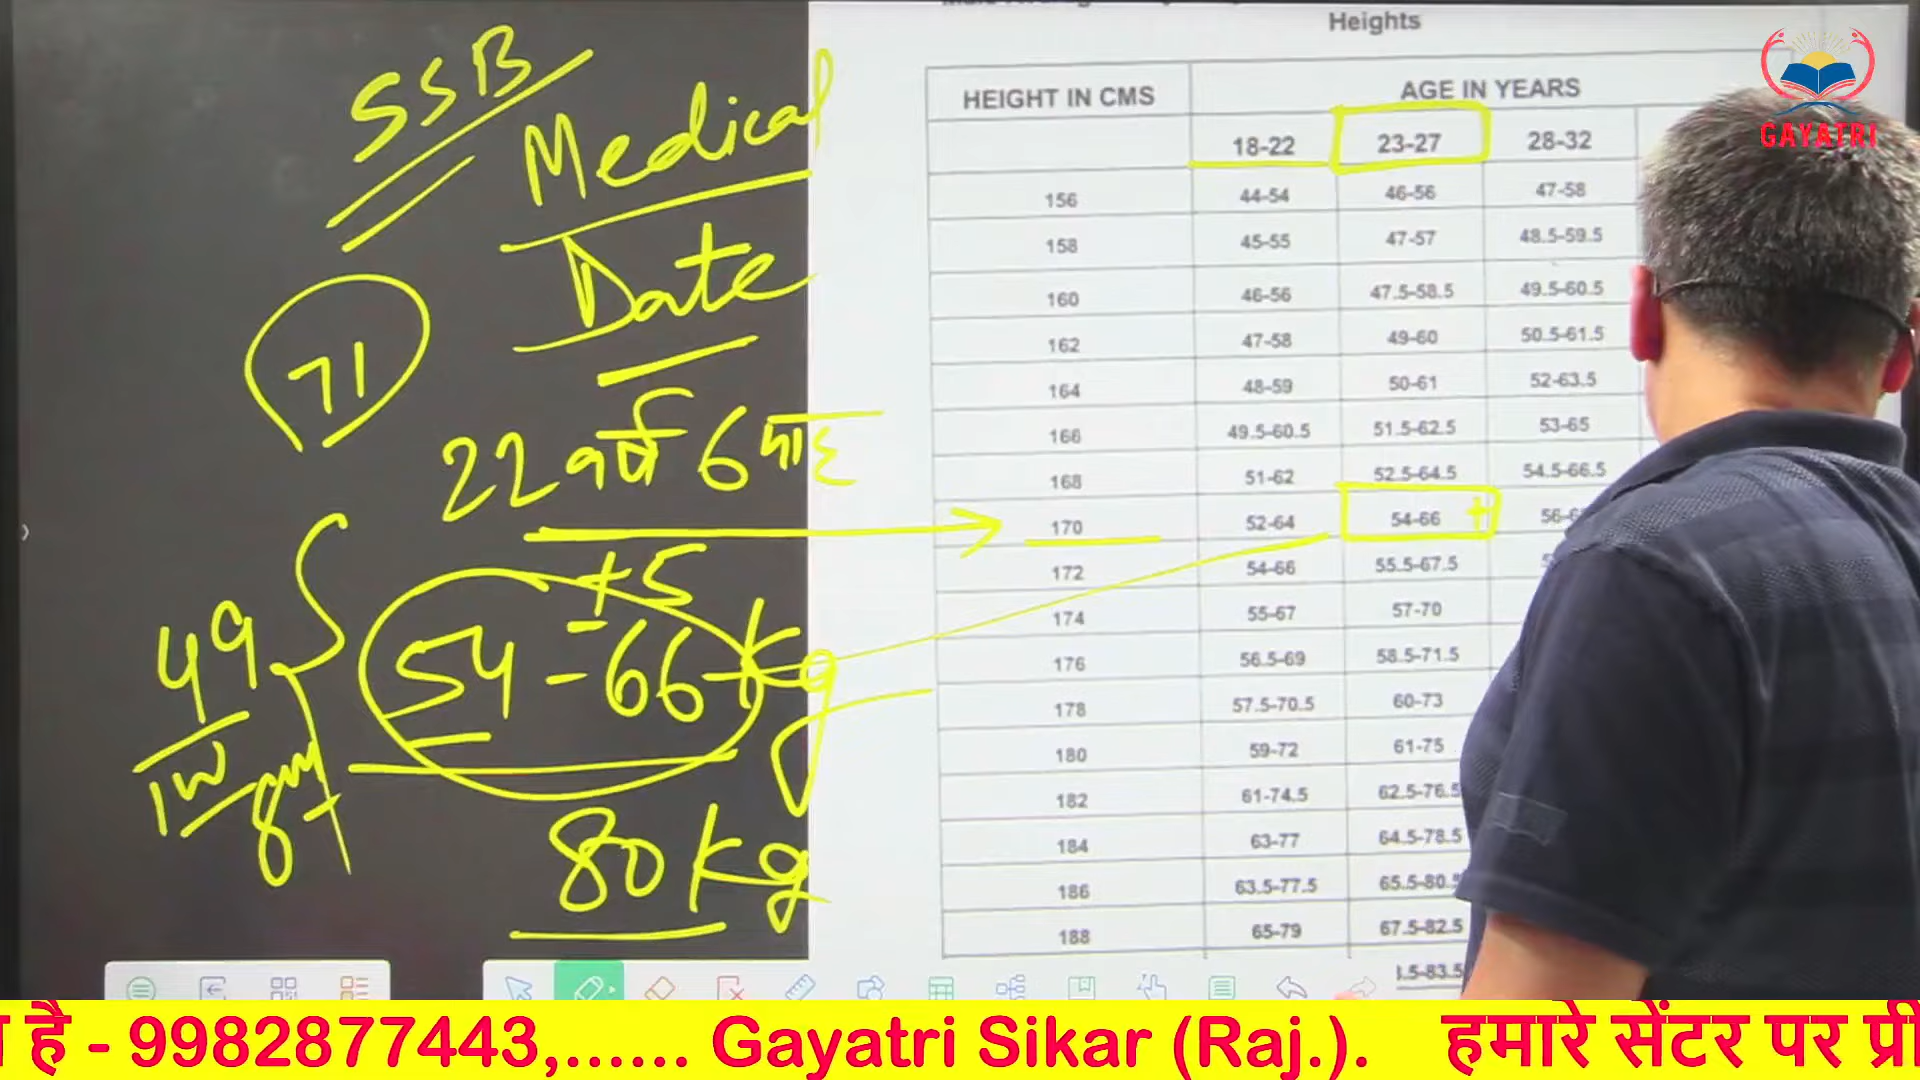 SSB
Medical
Date
71
22 वर्ष 6 माह
+5
49
54-66 kg
80 kg
Heights
HEIGHT IN CMS AGE IN YEARS
18-22 23-27 28-32
156 44-54 46-56 47-58
158 45-55 47-57 48.5-59.5
160 46-56 47.5-58.5 49.5-60.5
162 47-58 49-60 50.5-61.5
164 48-59 50-61 52-63.5
166 49.5-60.5 51.5-62.5 53-65
168 51-62 52.5-64.5 54.5-66.5
170 52-64 54-66 +
172 54-66 55.5-67.5
174 55-67 57-70
176 56.5-69 58.5-71.5
178 57.5-70.5 60-73
180 59-72 61-75
182 61-74.5 62.5-76.5
184 63-77 64.5-78.5
186 63.5-77.5 65.5-80.5
188 65-79 67.5-82.5
GAYATRI
है - 9982877443,...... Gayatri Sikar (Raj.). हमारे सेंटर पर